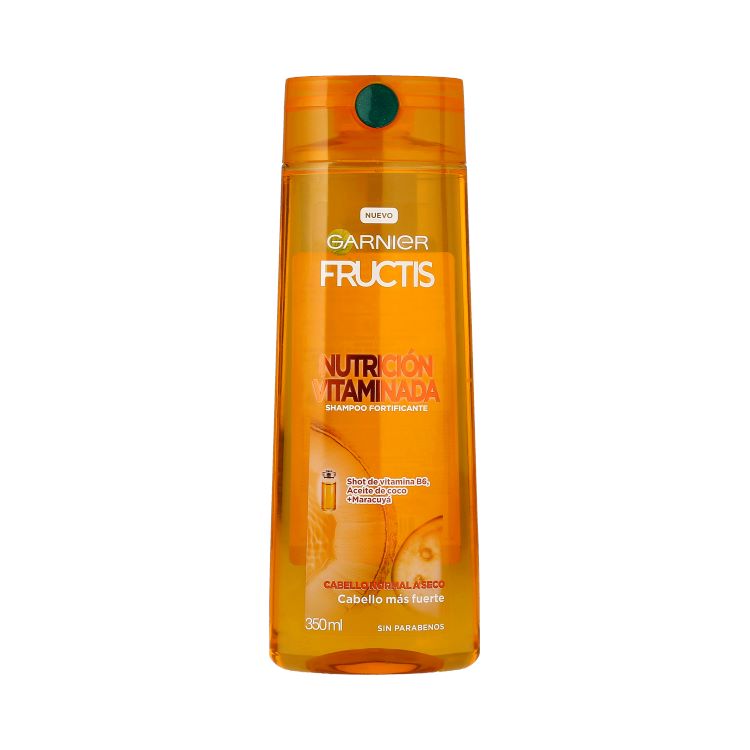 NUEVO
GARNIER
FRUCTIS
NUTRICIÓN
VITAMINADA
SHAMPOO FORTIFICANTE
Shot de vitamina B6,
Aceite de coco
+Maracuyá
CABELLO NORMAL A SECO
Cabello más fuerte
350ml
SIN PARABENOS